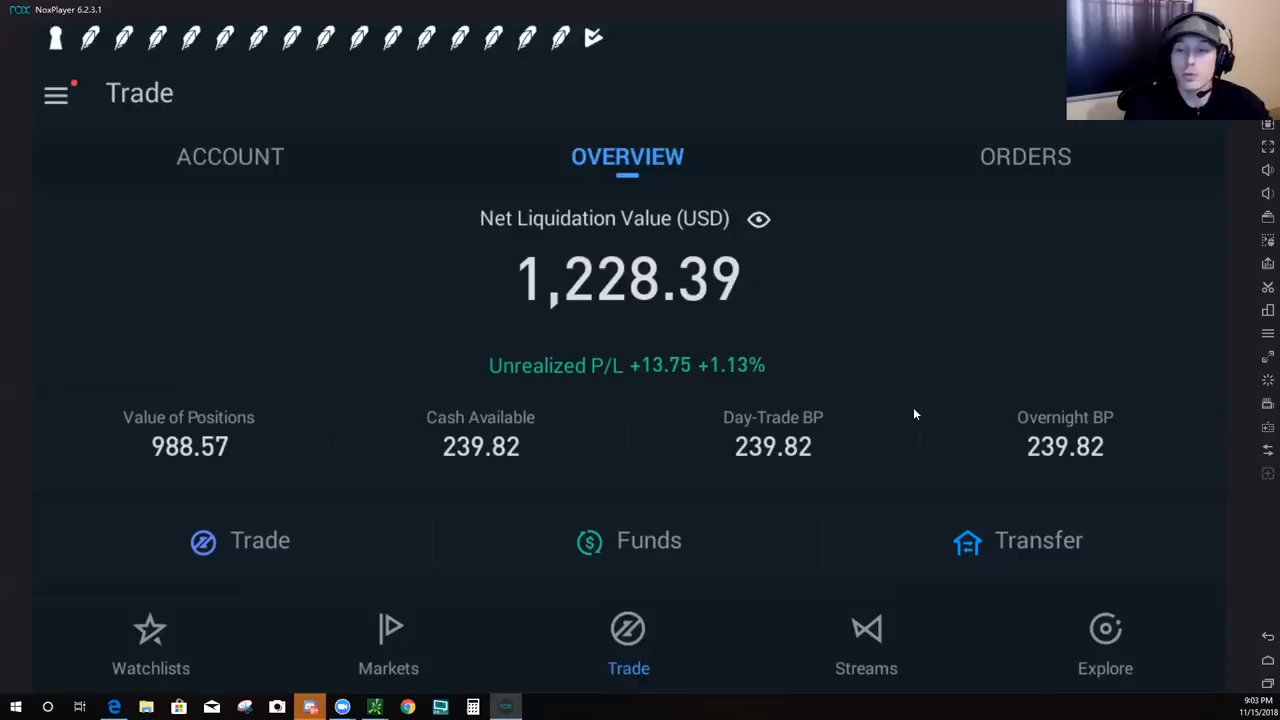 nox NoxPlayer 6.2.3.1
Trade
ACCOUNT OVERVIEW ORDERS
Net Liquidation Value (USD)
1,228.39
Unrealized P/L +13.75 +1.13%
Value of Positions Cash Available Day-Trade BP Overnight BP
988.57 239.82 239.82 239.82
Trade Funds Transfer
Watchlists Markets Trade Streams Explore
9:03 PM
11/15/2018